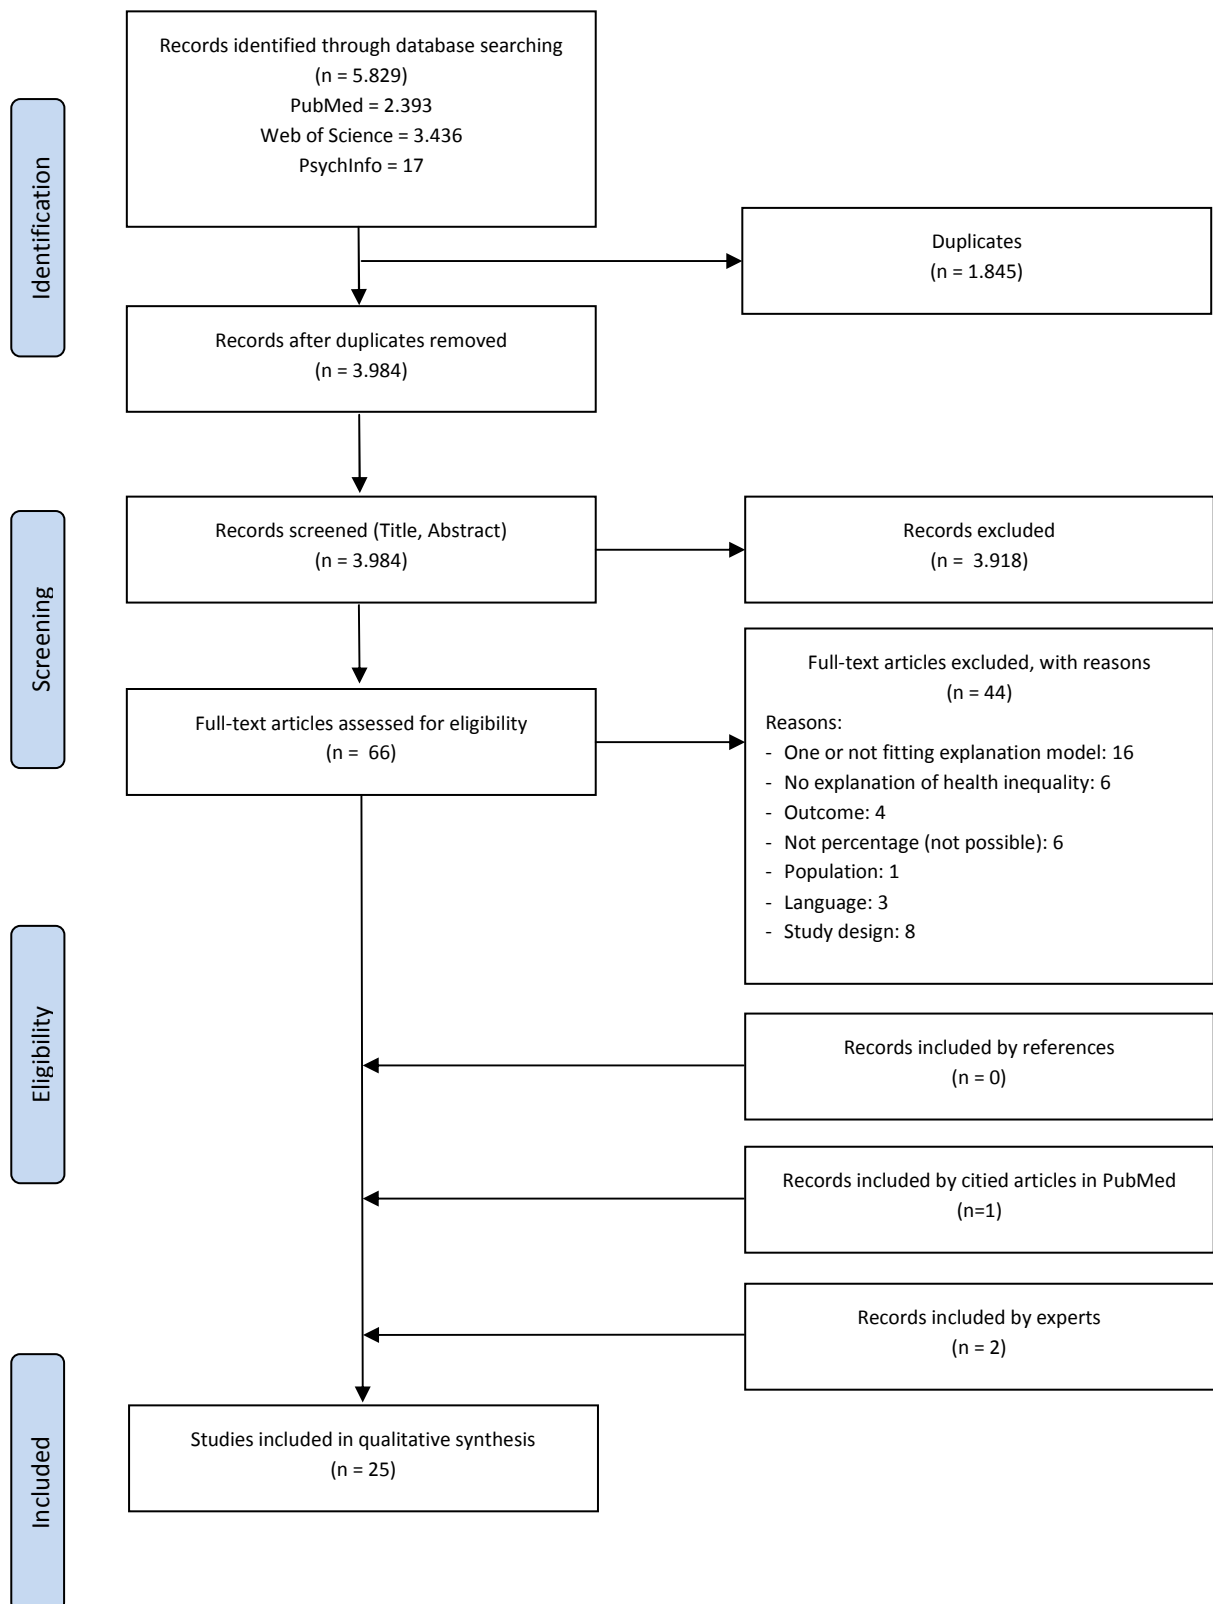 Identification
Records identified through database searching
(n = 5.829)
PubMed = 2.393
Web of Science = 3.436
PsychInfo = 17
Duplicates
(n = 1.845)
Records after duplicates removed
(n = 3.984)
Screening
Records screened (Title, Abstract)
(n = 3.984)
Records excluded
(n =  3.918)
Full-text articles assessed for eligibility
(n =  66)
Full-text articles excluded, with reasons
(n = 44)
Reasons:
- One or not fitting explanation model: 16
- No explanation of health inequality: 6
- Outcome: 4
- Not percentage (not possible): 6
- Population: 1
- Language: 3
- Study design: 8
Eligibility
Records included by references
(n = 0)
Records included by citied articles in PubMed
(n=1)
Records included by experts
(n = 2)
Included
Studies included in qualitative synthesis
(n = 25)